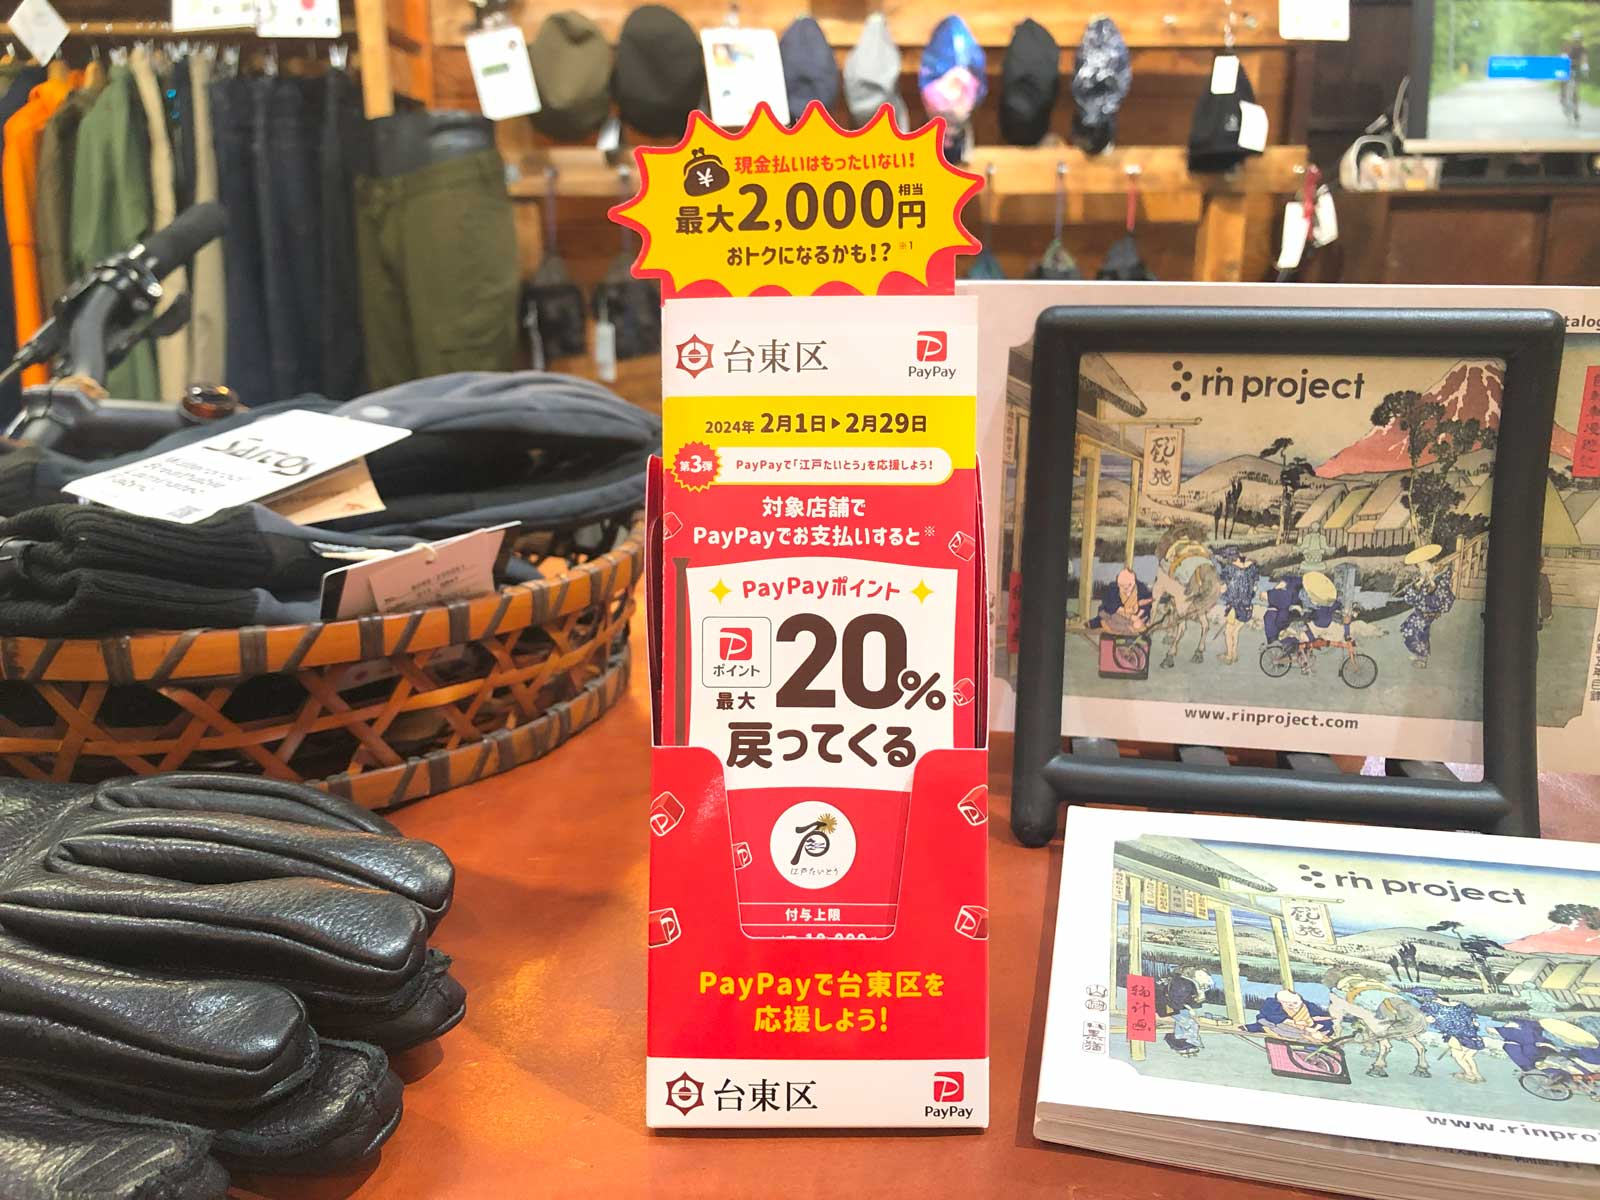 現金払いはもったいない!
最大2,000円相当
おトクになるかも!?※1
台東区
PayPay
2024年 2月1日▶2月29日
第3弾
PayPayで「江戸たいとう」を応援しよう!
対象店舗で
PayPayでお支払いすると※
PayPayポイント
ポイント
最大
20%
戻ってくる
江戸たいとう
付与上限
PayPayで台東区を
応援しよう!
台東区
PayPay
rin project
www.rinproject.com
rin project
www.rinpro